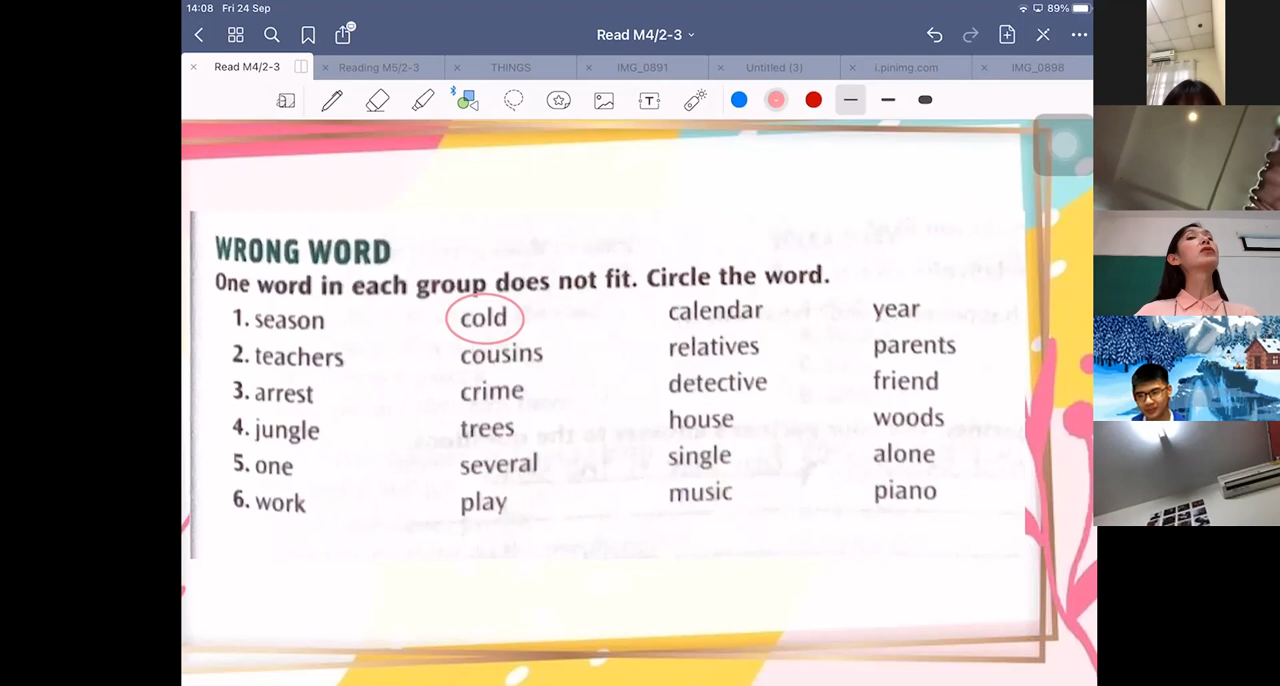 14:08 Fri 24 Sep
89%
Read M4/2-3
Read M4/2-3
Reading M5/2-3
THINGS
IMG_0891
Untitled (3)
i.pinimg.com
IMG_0898
WRONG WORD
One word in each group does not fit. Circle the word.
1. season cold calendar year
2. teachers cousins relatives parents
3. arrest crime detective friend
4. jungle trees house woods
5. one several single alone
6. work play music piano